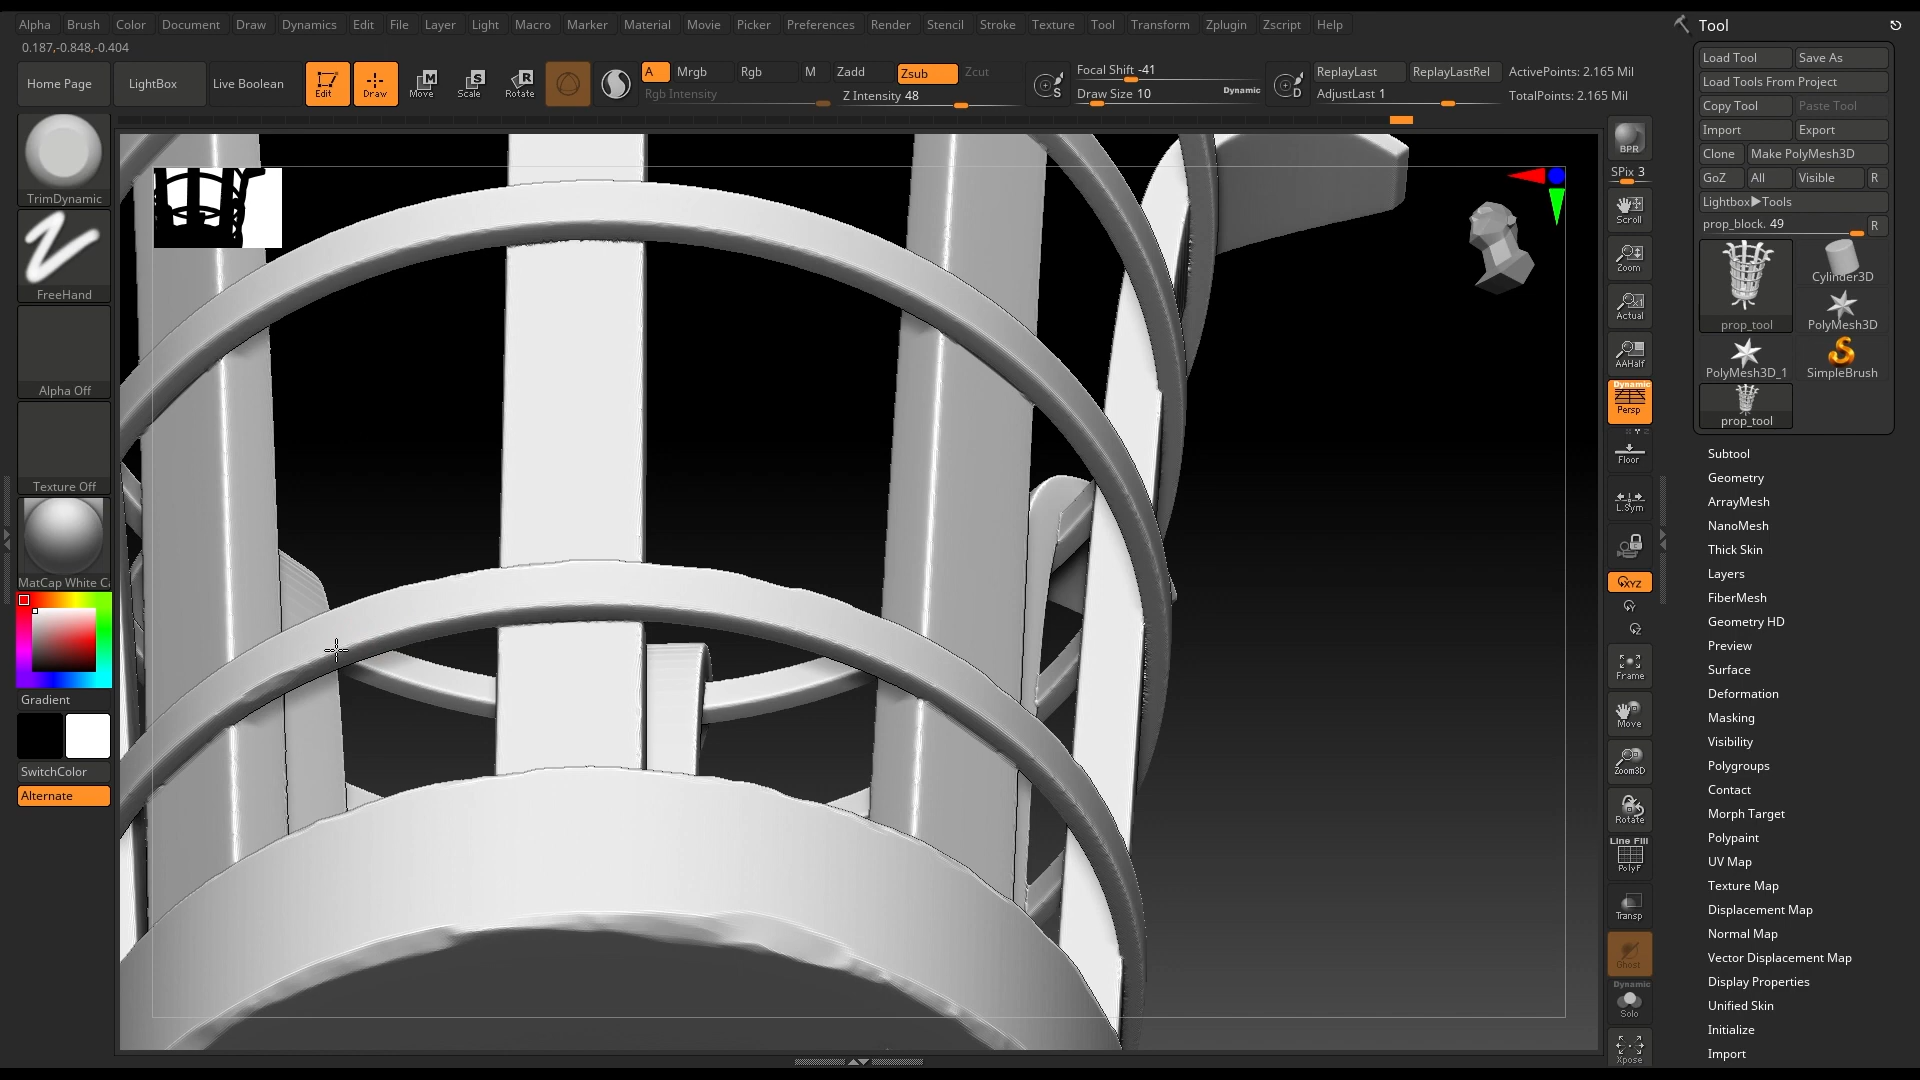 Alpha Brush Color Document Draw Dynamics Edit File Layer Light Macro Marker Material Movie Picker Preferences Render Stencil Stroke Texture Tool Transform Zplugin Zscript Help
0.187,-0.848,-0.404
Home Page LightBox Live Boolean Edit Draw Move Scale Rotate
M S R
A Mrgb Rgb M Zadd Zsub Zcut
Rgb Intensity Z Intensity 48
S Focal Shift -41
Draw Size 10 Dynamic
D ReplayLast ReplayLastRel
AdjustLast 1
ActivePoints: 2.165 Mil
TotalPoints: 2.165 Mil
TrimDynamic
FreeHand
Alpha Off
Texture Off
MatCap White C
Gradient
SwitchColor
Alternate
BPR
SPix 3
Scroll
Zoom
Actual
AAHalf
Dynamic
Persp
Floor
L.Sym
XYZ
Y
Z
Frame
Move
Zoom3D
Rotate
Line Fill
PolyF
Transp
Ghost
Dynamic
Solo
Xpose
Tool
Load Tool Save As
Load Tools From Project
Copy Tool Paste Tool
Import Export
Clone Make PolyMesh3D
GoZ All Visible R
Lightbox▶Tools
prop_block. 49 R
Cylinder3D
prop_tool PolyMesh3D
PolyMesh3D_1 SimpleBrush
prop_tool
Subtool
Geometry
ArrayMesh
NanoMesh
Thick Skin
Layers
FiberMesh
Geometry HD
Preview
Surface
Deformation
Masking
Visibility
Polygroups
Contact
Morph Target
Polypaint
UV Map
Texture Map
Displacement Map
Normal Map
Vector Displacement Map
Display Properties
Unified Skin
Initialize
Import